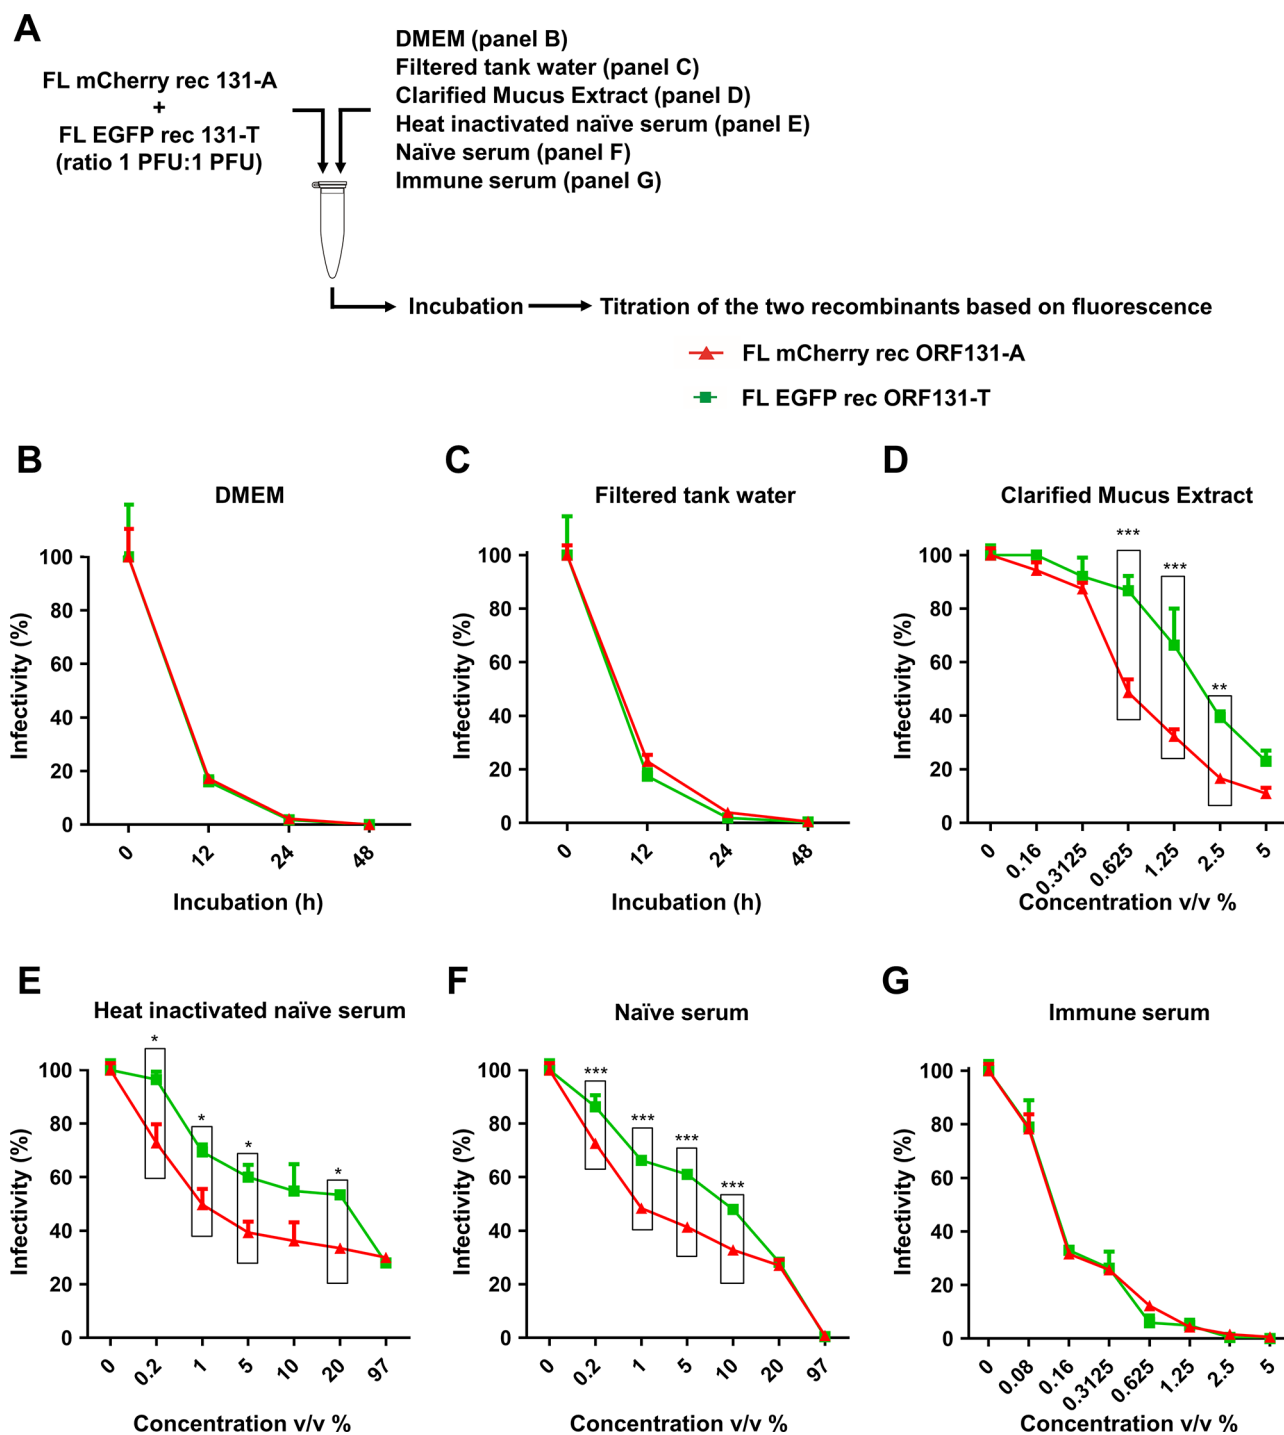 A
FL mCherry rec 131-A
+
FL EGFP rec 131-T
(ratio 1 PFU:1 PFU)
DMEM (panel B)
Filtered tank water (panel C)
Clarified Mucus Extract (panel D)
Heat inactivated naïve serum (panel E)
Naïve serum (panel F)
Immune serum (panel G)
Incubation
Titration of the two recombinants based on fluorescence
FL mCherry rec ORF131-A
FL EGFP rec ORF131-T
B
DMEM
Infectivity (%)
100
80
60
40
20
0
0 12 24 48
Incubation (h)
C
Filtered tank water
Infectivity (%)
100
80
60
40
20
0
0 12 24 48
Incubation (h)
D
Clarified Mucus Extract
Infectivity (%)
100
80
60
40
20
0
*** *** **
0 0.16 0.3125 0.625 1.25 2.5 5
Concentration v/v %
E
Heat inactivated naïve serum
Infectivity (%)
100
80
60
40
20
0
* * * *
0 0.2 1 5 10 20 97
Concentration v/v %
F
Naïve serum
Infectivity (%)
100
80
60
40
20
0
*** *** *** ***
0 0.2 1 5 10 20 97
Concentration v/v %
G
Immune serum
Infectivity (%)
100
80
60
40
20
0
0 0.08 0.16 0.3125 0.625 1.25 2.5 5
Concentration v/v %